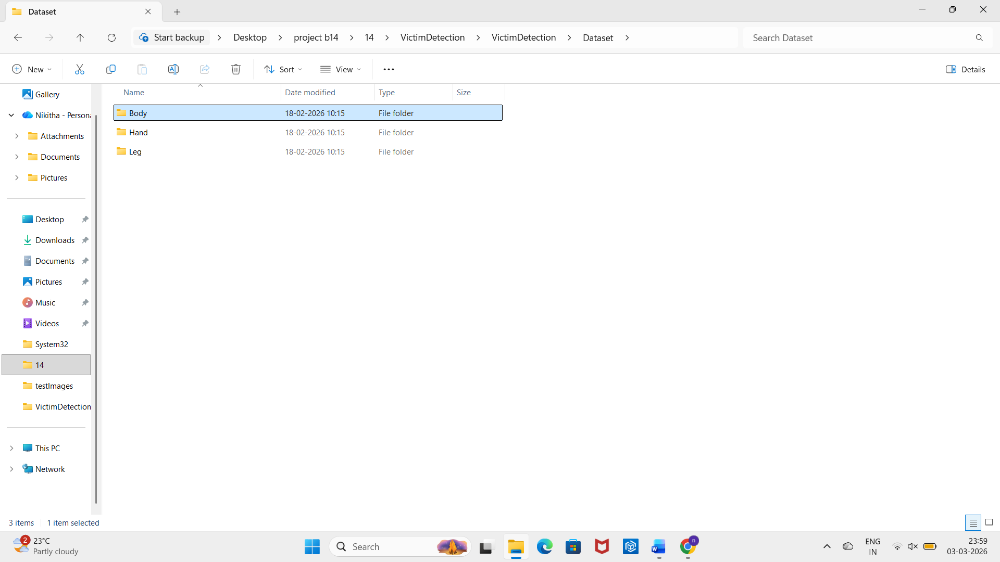 Dataset
Start backup > Desktop > project b14 > 14 > VictimDetection > VictimDetection > Dataset >
Search Dataset
New
Sort
View
Details
Name Date modified Type Size
Body 18-02-2026 10:15 File folder
Hand 18-02-2026 10:15 File folder
Leg 18-02-2026 10:15 File folder
Gallery
Nikitha - Persona
Attachments
Documents
Pictures
Desktop
Downloads
Documents
Pictures
Music
Videos
System32
14
testImages
VictimDetection
This PC
Network
3 items 1 item selected
2
23°C
Partly cloudy
Search
W
n
ENG
IN
23:59
03-03-2026